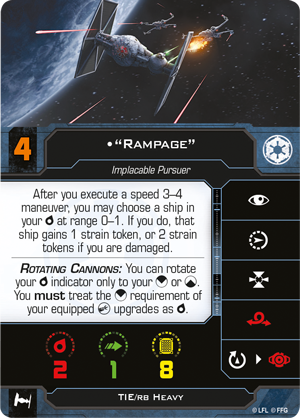 4
•“Rampage”
Implacable Pursuer
After you execute a speed 3–4
maneuver, you may choose a ship in
your at range 0–1. If you do, that
ship gains 1 strain token, or 2 strain
tokens if you are damaged.
Rotating Cannons: You can rotate
your indicator only to your or .
You must treat the requirement of
your equipped upgrades as .
2 1 8
TIE/rb Heavy
© LFL © FFG